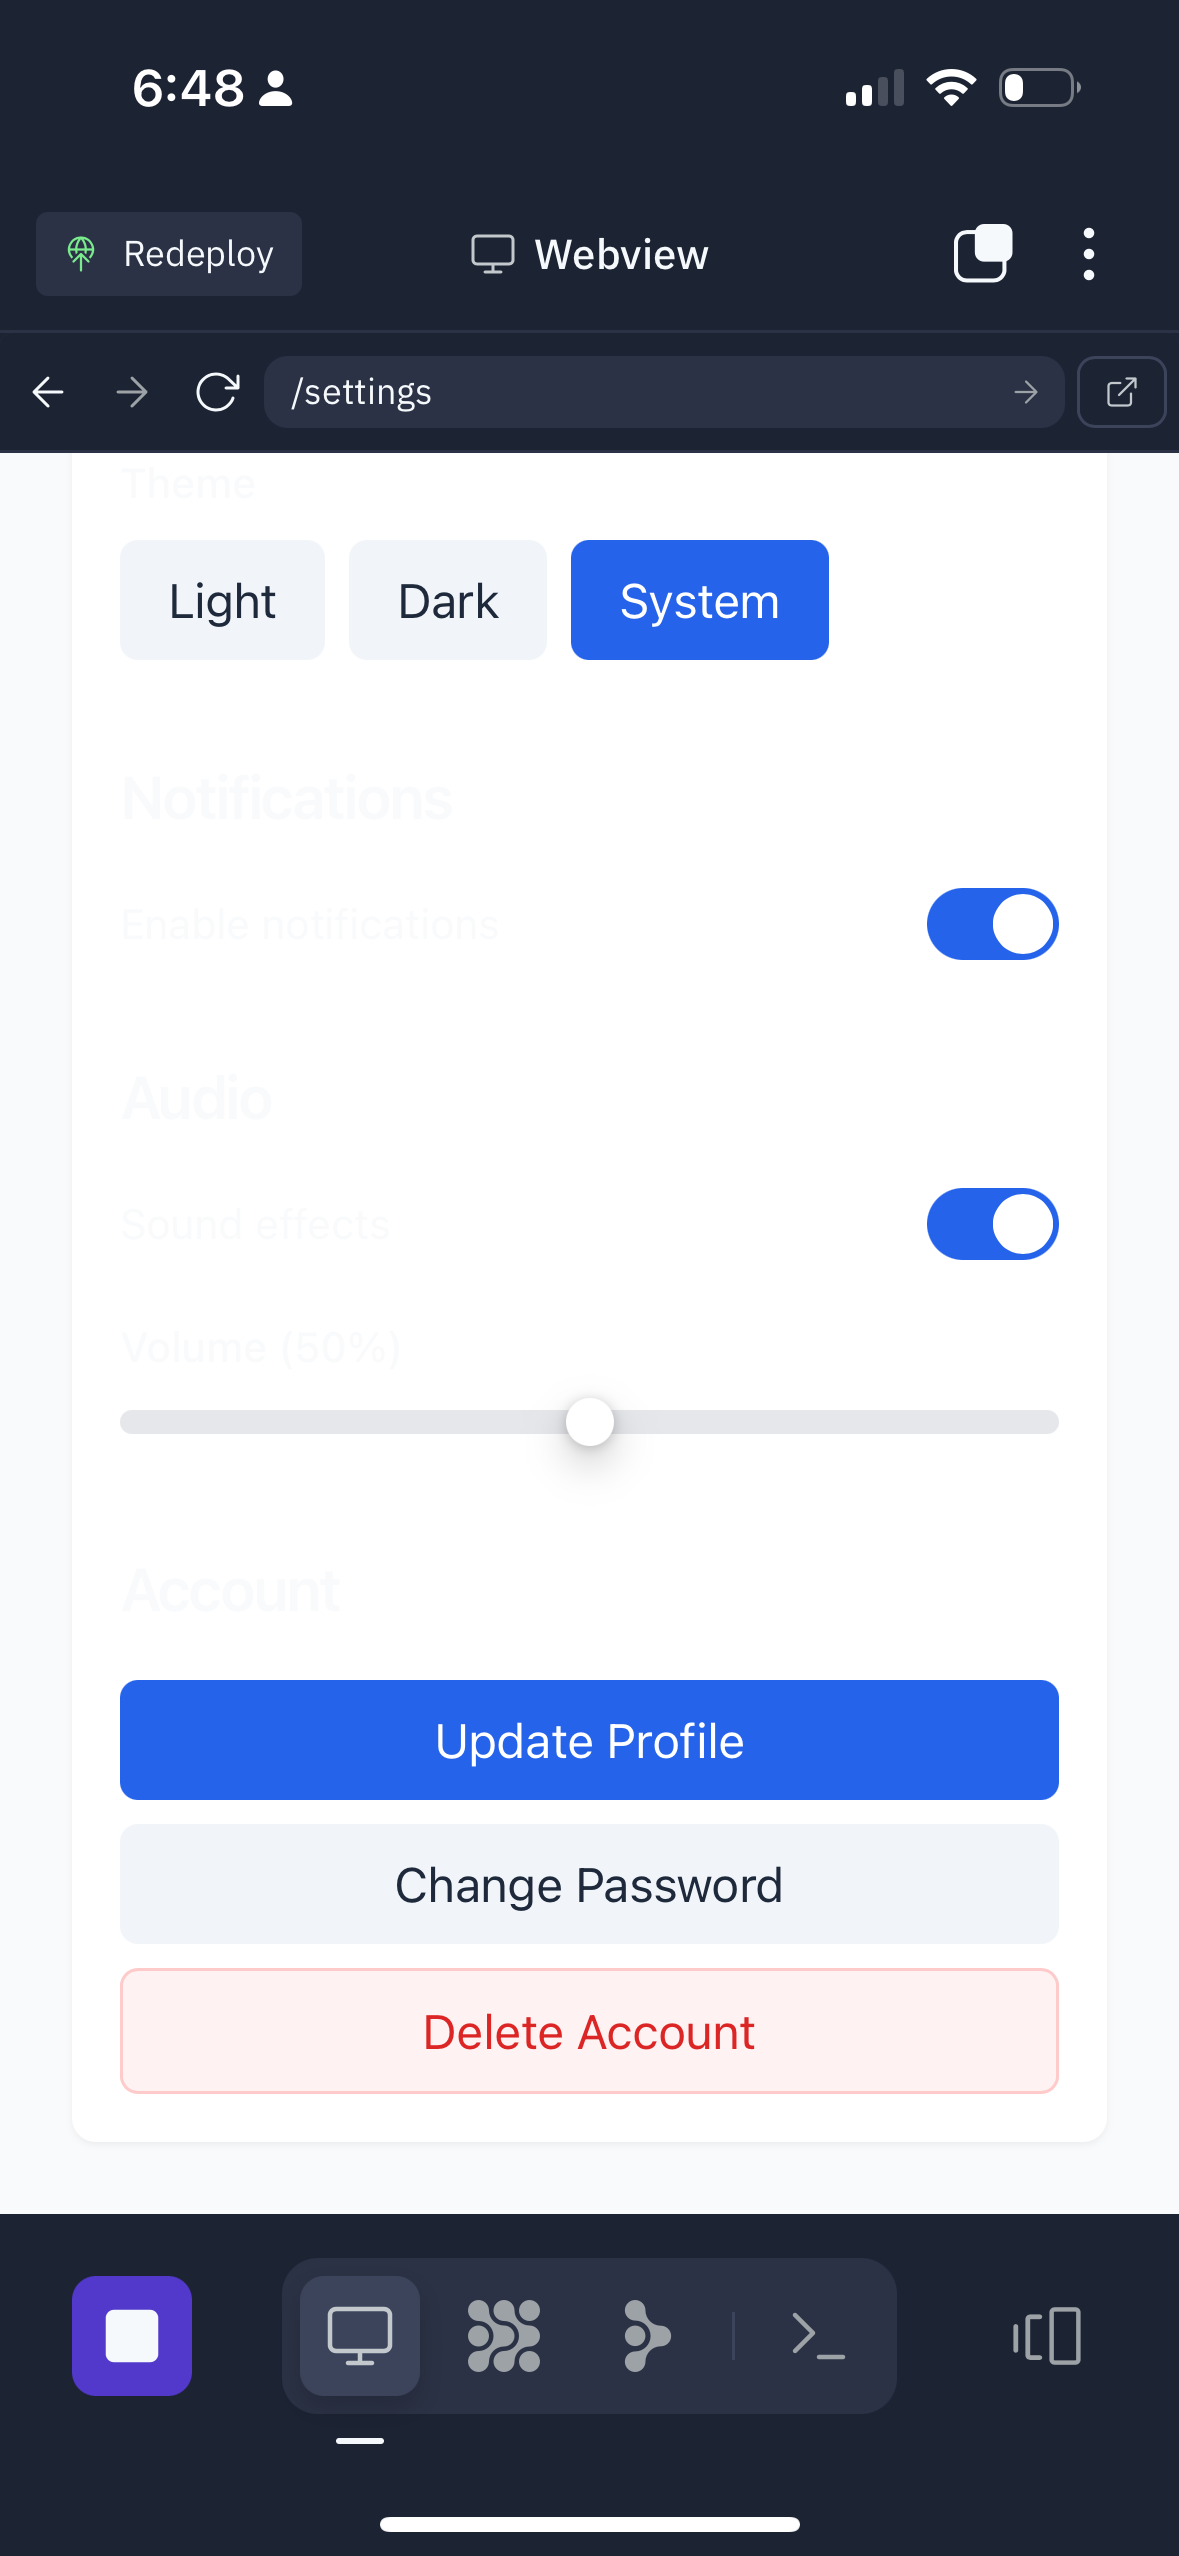 6:48
Redeploy
Webview
/settings
Theme
Light
Dark
System
Notifications
Enable notifications
Audio
Sound effects
Volume (50%)
Account
Update Profile
Change Password
Delete Account